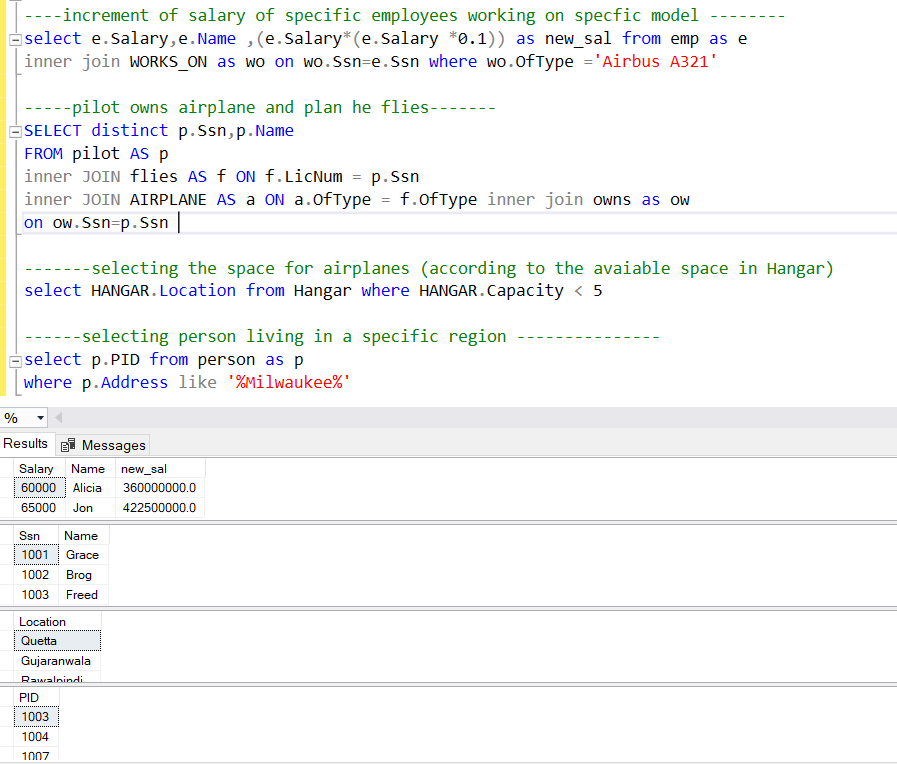 ----increment of salary of specific employees working on specfic model --------
select e.Salary,e.Name ,(e.Salary*(e.Salary *0.1)) as new_sal from emp as e
inner join WORKS_ON as wo on wo.Ssn=e.Ssn where wo.OfType ='Airbus A321'
-----pilot owns airplane and plan he flies-------
SELECT distinct p.Ssn,p.Name
FROM pilot AS p
inner JOIN flies AS f ON f.LicNum = p.Ssn
inner JOIN AIRPLANE AS a ON a.OfType = f.OfType inner join owns as ow
on ow.Ssn=p.Ssn
-------selecting the space for airplanes (according to the avaiable space in Hangar)
select HANGAR.Location from Hangar where HANGAR.Capacity < 5
------selecting person living in a specific region ---------------
select p.PID from person as p
where p.Address like '%Milwaukee%'
%
Results Messages
Salary Name new_sal
60000 Alicia 360000000.0
65000 Jon 422500000.0
Ssn Name
1001 Grace
1002 Brog
1003 Freed
Location
Quetta
Gujaranwala
Rawalpindi
PID
1003
1004
1007